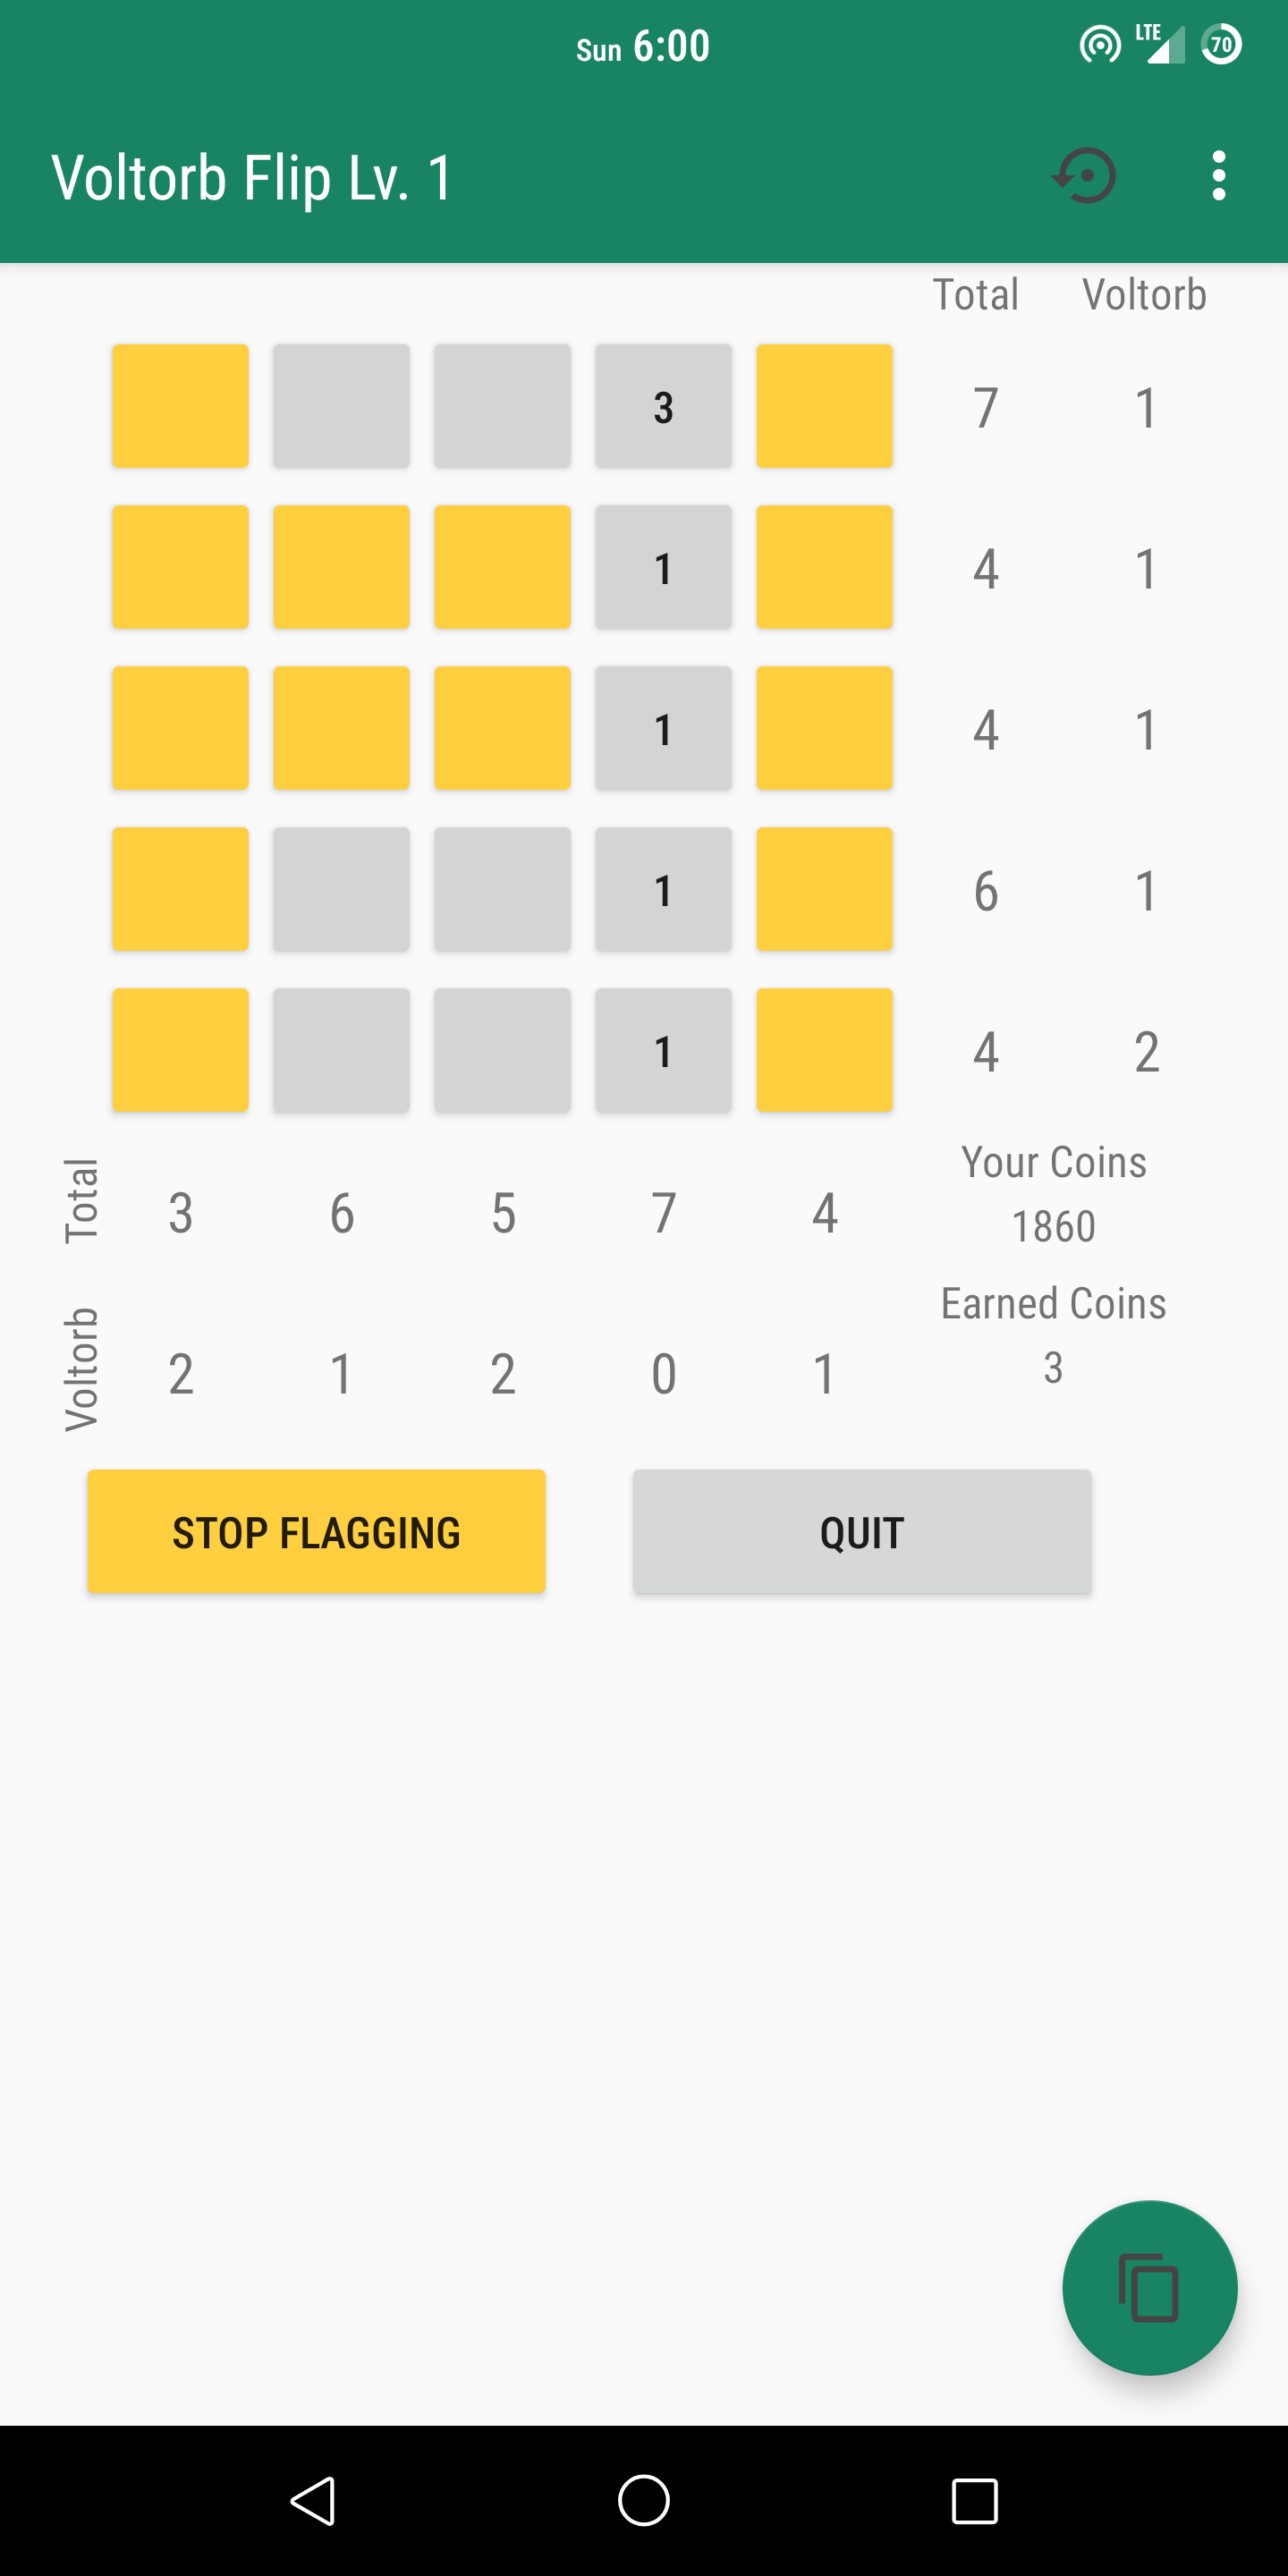 Sun 6:00
LTE
70
Voltorb Flip Lv. 1
Total Voltorb
3 7 1
1 4 1
1 4 1
1 6 1
1 4 2
Total 3 6 5 7 4
Your Coins
1860
Voltorb 2 1 2 0 1
Earned Coins
3
STOP FLAGGING
QUIT